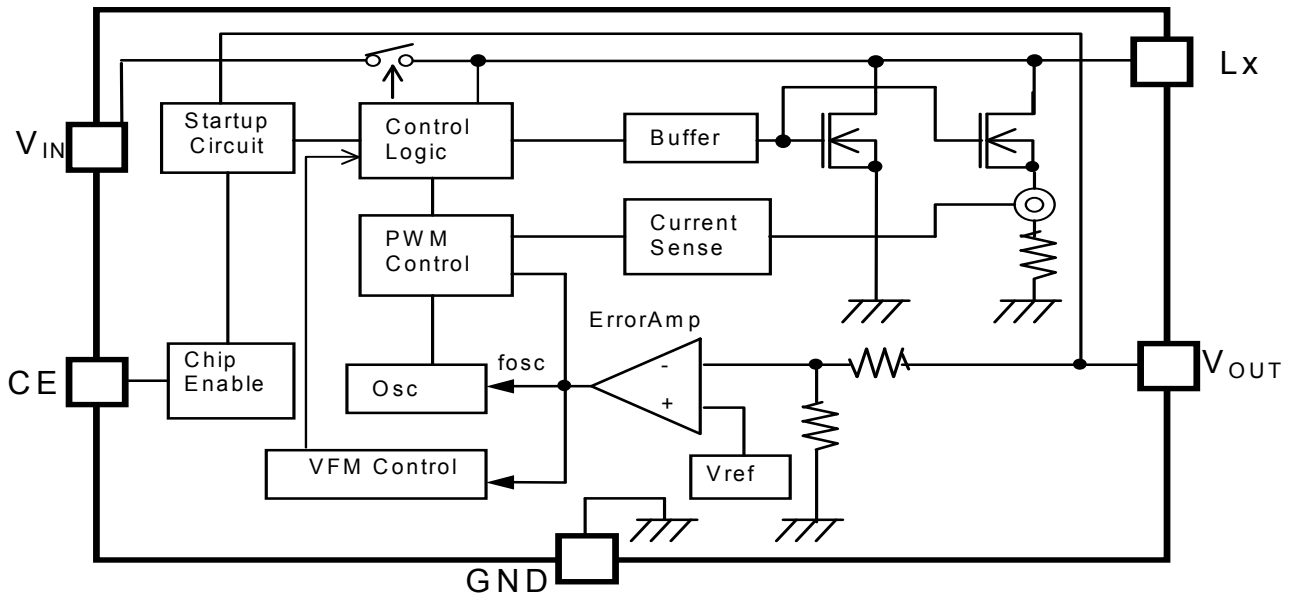 Lx
Startup
Circuit
Control
Logic
Buffer
VIN
PWM
Control
Current
Sense
ErrorAmp
Chip
Enable
CE
fosc
Osc
-
+
VOUT
VFM Control
Vref
GND